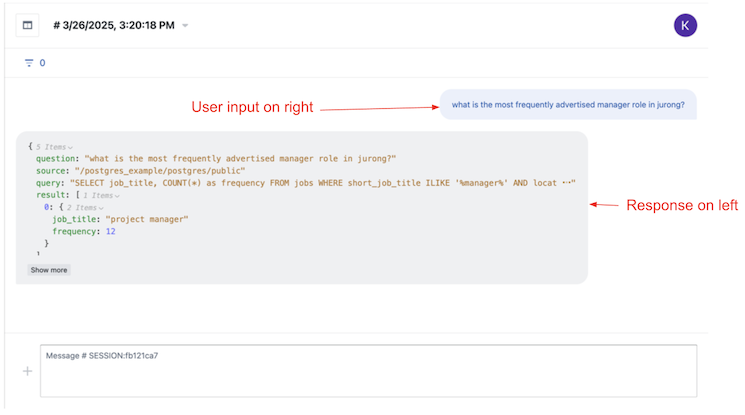 # 3/26/2025, 3:20:18 PM
K
0
User input on right
what is the most frequently advertised manager role in jurong?
{ 5 Items
question: "what is the most frequently advertised manager role in jurong?"
source: "/postgres_example/postgres/public"
query: "SELECT job_title, COUNT(*) as frequency FROM jobs WHERE short_job_title ILIKE '%manager%' AND locat ⋯"
result: [ 1 Items
0: { 2 Items
job_title: "project manager"
frequency: 12
}
]
Response on left
Show more
Message # SESSION:fb121ca7